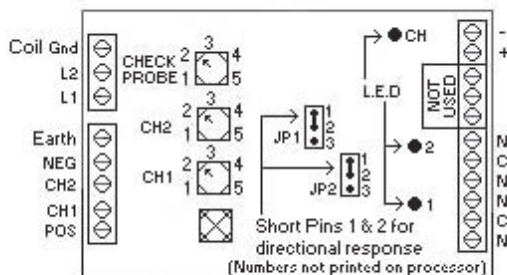 Coil Gnd
L2
L1
Earth
NEG
CH2
CH1
POS
CHECK PROBE
1 2 3 4 5
CH2
1 2 3 4 5
CH1
1 2 3 4 5
JP1
1
2
3
JP2
1
2
3
L.E.D
CH
2
1
NOT USED
-
+
N
C
N
N
C
N
Short Pins 1 & 2 for
directional response
(Numbers not printed on processor)